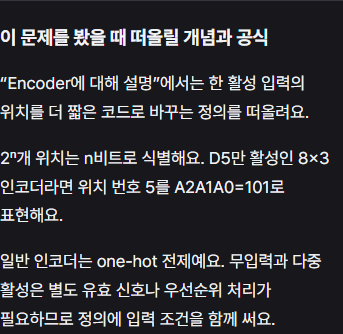 이 문제를 봤을 때 떠올릴 개념과 공식
“Encoder에 대해 설명”에서는 한 활성 입력의
위치를 더 짧은 코드로 바꾸는 정의를 떠올려요.
2ⁿ개 위치는 n비트로 식별해요. D5만 활성인 8×3
인코더라면 위치 번호 5를 A2A1A0=101로
표현해요.
일반 인코더는 one-hot 전제예요. 무입력과 다중
활성은 별도 유효 신호나 우선순위 처리가
필요하므로 정의에 입력 조건을 함께 써요.